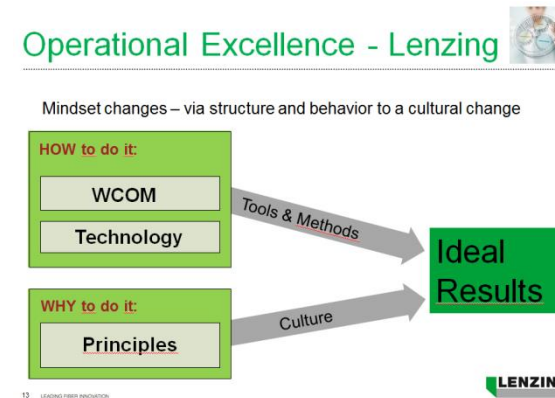 Operational Excellence - Lenzing
Mindset changes – via structure and behavior to a cultural change
HOW to do it:
WCOM
Technology
Tools & Methods
Ideal
Results
WHY to do it:
Principles
Culture
13 LEADING FIBER INNOVATION
LENZIN